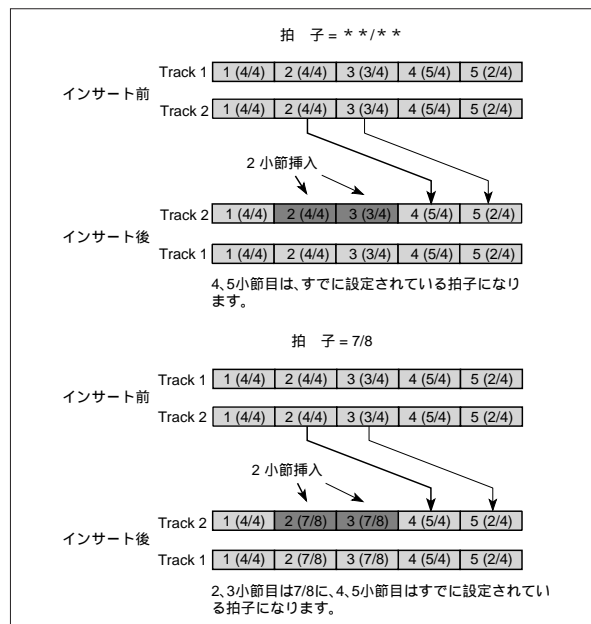 拍 子 = **/**
Track 1 1 (4/4) 2 (4/4) 3 (3/4) 4 (5/4) 5 (2/4)
インサート前
Track 2 1 (4/4) 2 (4/4) 3 (3/4) 4 (5/4) 5 (2/4)
2 小節挿入
Track 2 1 (4/4) 2 (4/4) 3 (3/4) 4 (5/4) 5 (2/4)
インサート後
Track 1 1 (4/4) 2 (4/4) 3 (3/4) 4 (5/4) 5 (2/4)
4、5小節目は、すでに設定されている拍子になり
ます。
拍 子 = 7/8
Track 1 1 (4/4) 2 (4/4) 3 (3/4) 4 (5/4) 5 (2/4)
インサート前
Track 2 1 (4/4) 2 (4/4) 3 (3/4) 4 (5/4) 5 (2/4)
2 小節挿入
Track 2 1 (4/4) 2 (7/8) 3 (7/8) 4 (5/4) 5 (2/4)
インサート後
Track 1 1 (4/4) 2 (7/8) 3 (7/8) 4 (5/4) 5 (2/4)
2、3小節目は7/8に、4、5小節目はすでに設定されてい
る拍子になります。